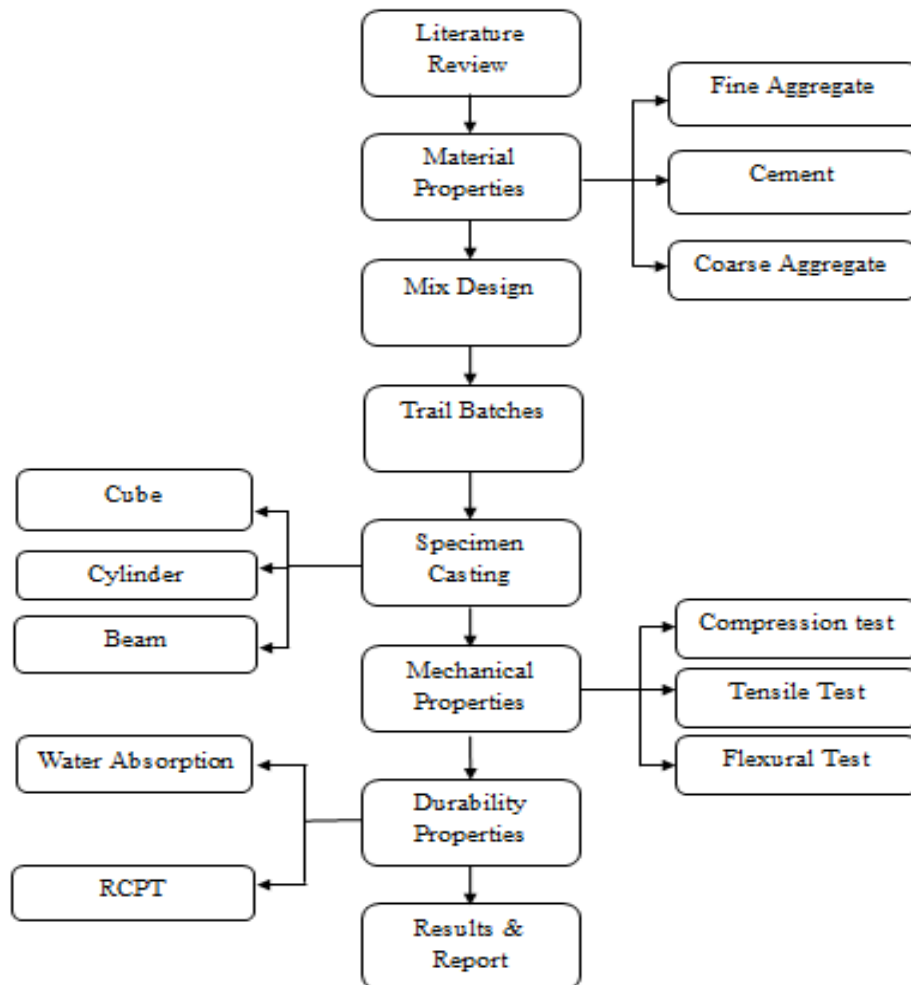 Literature
Review
Fine Aggregate
Material
Properties
Cement
Coarse Aggregate
Mix Design
Trail Batches
Cube
Specimen
Casting
Cylinder
Beam
Compression test
Mechanical
Properties
Tensile Test
Flexural Test
Water Absorption
Durability
Properties
RCPT
Results &
Report